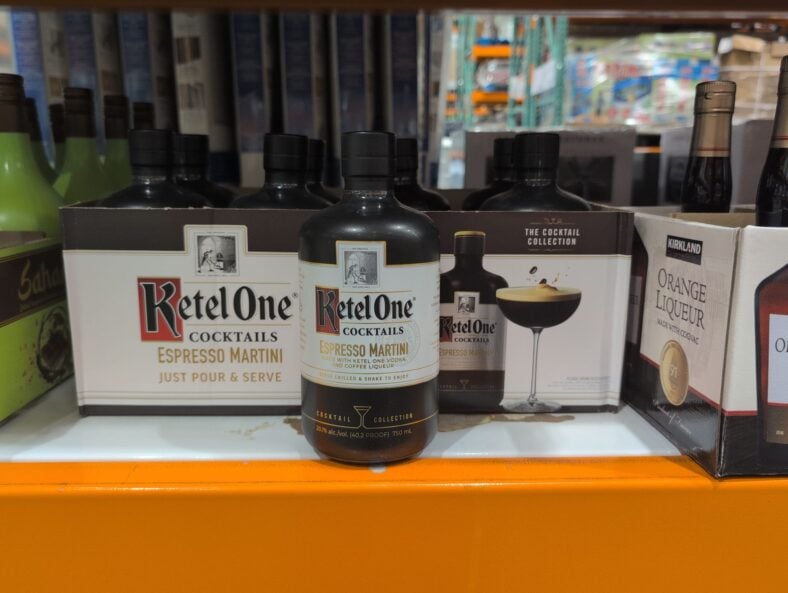 Ketel One®
COCKTAILS
ESPRESSO MARTINI
JUST POUR & SERVE
Ketel One®
COCKTAILS
ESPRESSO MARTINI
MADE WITH KETEL ONE VODKA
AND COFFEE LIQUEUR
SERVE CHILLED & SHAKE TO ENJOY
COCKTAIL COLLECTION
20.1% alc./vol. (40.2 PROOF) 750 mL
THE COCKTAIL
COLLECTION
Ketel One
COCKTAILS
ESPRESSO MARTINI
KIRKLAND
ORANGE
LIQUEUR
MADE WITH COGNAC